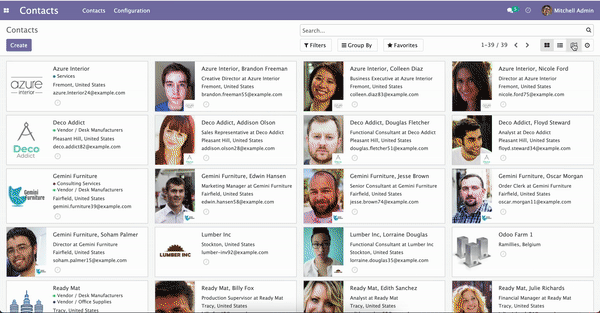 Contacts
Contacts
Configuration
Mitchell Admin
Contacts
Search...
Create
Filters
Group By
Favorites
1-39 / 39
Azure Interior
Services
Fremont, United States
azure.interior24@example.com
azure
interior
Azure Interior, Brandon Freeman
Creative Director at Azure Interior
Fremont, United States
brandon.freeman55@example.com
Azure Interior, Colleen Diaz
Business Executive at Azure Interior
Fremont, United States
colleen.diaz83@example.com
Azure Interior, Nicole Ford
Director at Azure Interior
Fremont, United States
nicole.ford75@example.com
Deco Addict
Vendor / Desk Manufacturers
Pleasant Hill, United States
deco.addict82@example.com
Deco
Addict
Deco Addict, Addison Olson
Sales Representative at Deco Addict
Pleasant Hill, United States
addison.olson28@example.com
Deco Addict, Douglas Fletcher
Functional Consultant at Deco Addict
Pleasant Hill, United States
douglas.fletcher51@example.com
Deco Addict, Floyd Steward
Analyst at Deco Addict
Pleasant Hill, United States
floyd.steward34@example.com
Gemini Furniture
Consulting Services
Vendor / Desk Manufacturers
Fairfield, United States
gemini.furniture39@example.com
Gemini
Furniture
Gemini Furniture, Edwin Hansen
Marketing Manager at Gemini Furniture
Fairfield, United States
edwin.hansen58@example.com
Gemini Furniture, Jesse Brown
Senior Consultant at Gemini Furniture
Fairfield, United States
jesse.brown74@example.com
Gemini Furniture, Oscar Morgan
Order Clerk at Gemini Furniture
Fairfield, United States
oscar.morgan11@example.com
Gemini Furniture, Soham Palmer
Director at Gemini Furniture
Fairfield, United States
soham.palmer15@example.com
Lumber Inc
Stockton, United States
lumber-inv92@example.com
LUMBER INC
Lumber Inc, Lorraine Douglas
Functional Consultant at Lumber Inc
Stockton, United States
lorraine.douglas35@example.com
Odoo Farm 1
Ramillies, Belgium
Ready Mat
Vendor / Desk Manufacturers
Vendor / Office Supplies
Tracy, United States
Ready Mat, Billy Fox
Production Supervisor at Ready Mat
Tracy, United States
Ready Mat, Edith Sanchez
Analyst at Ready Mat
Tracy, United States
Ready Mat, Julie Richards
Financial Manager at Ready Mat
Tracy, United States